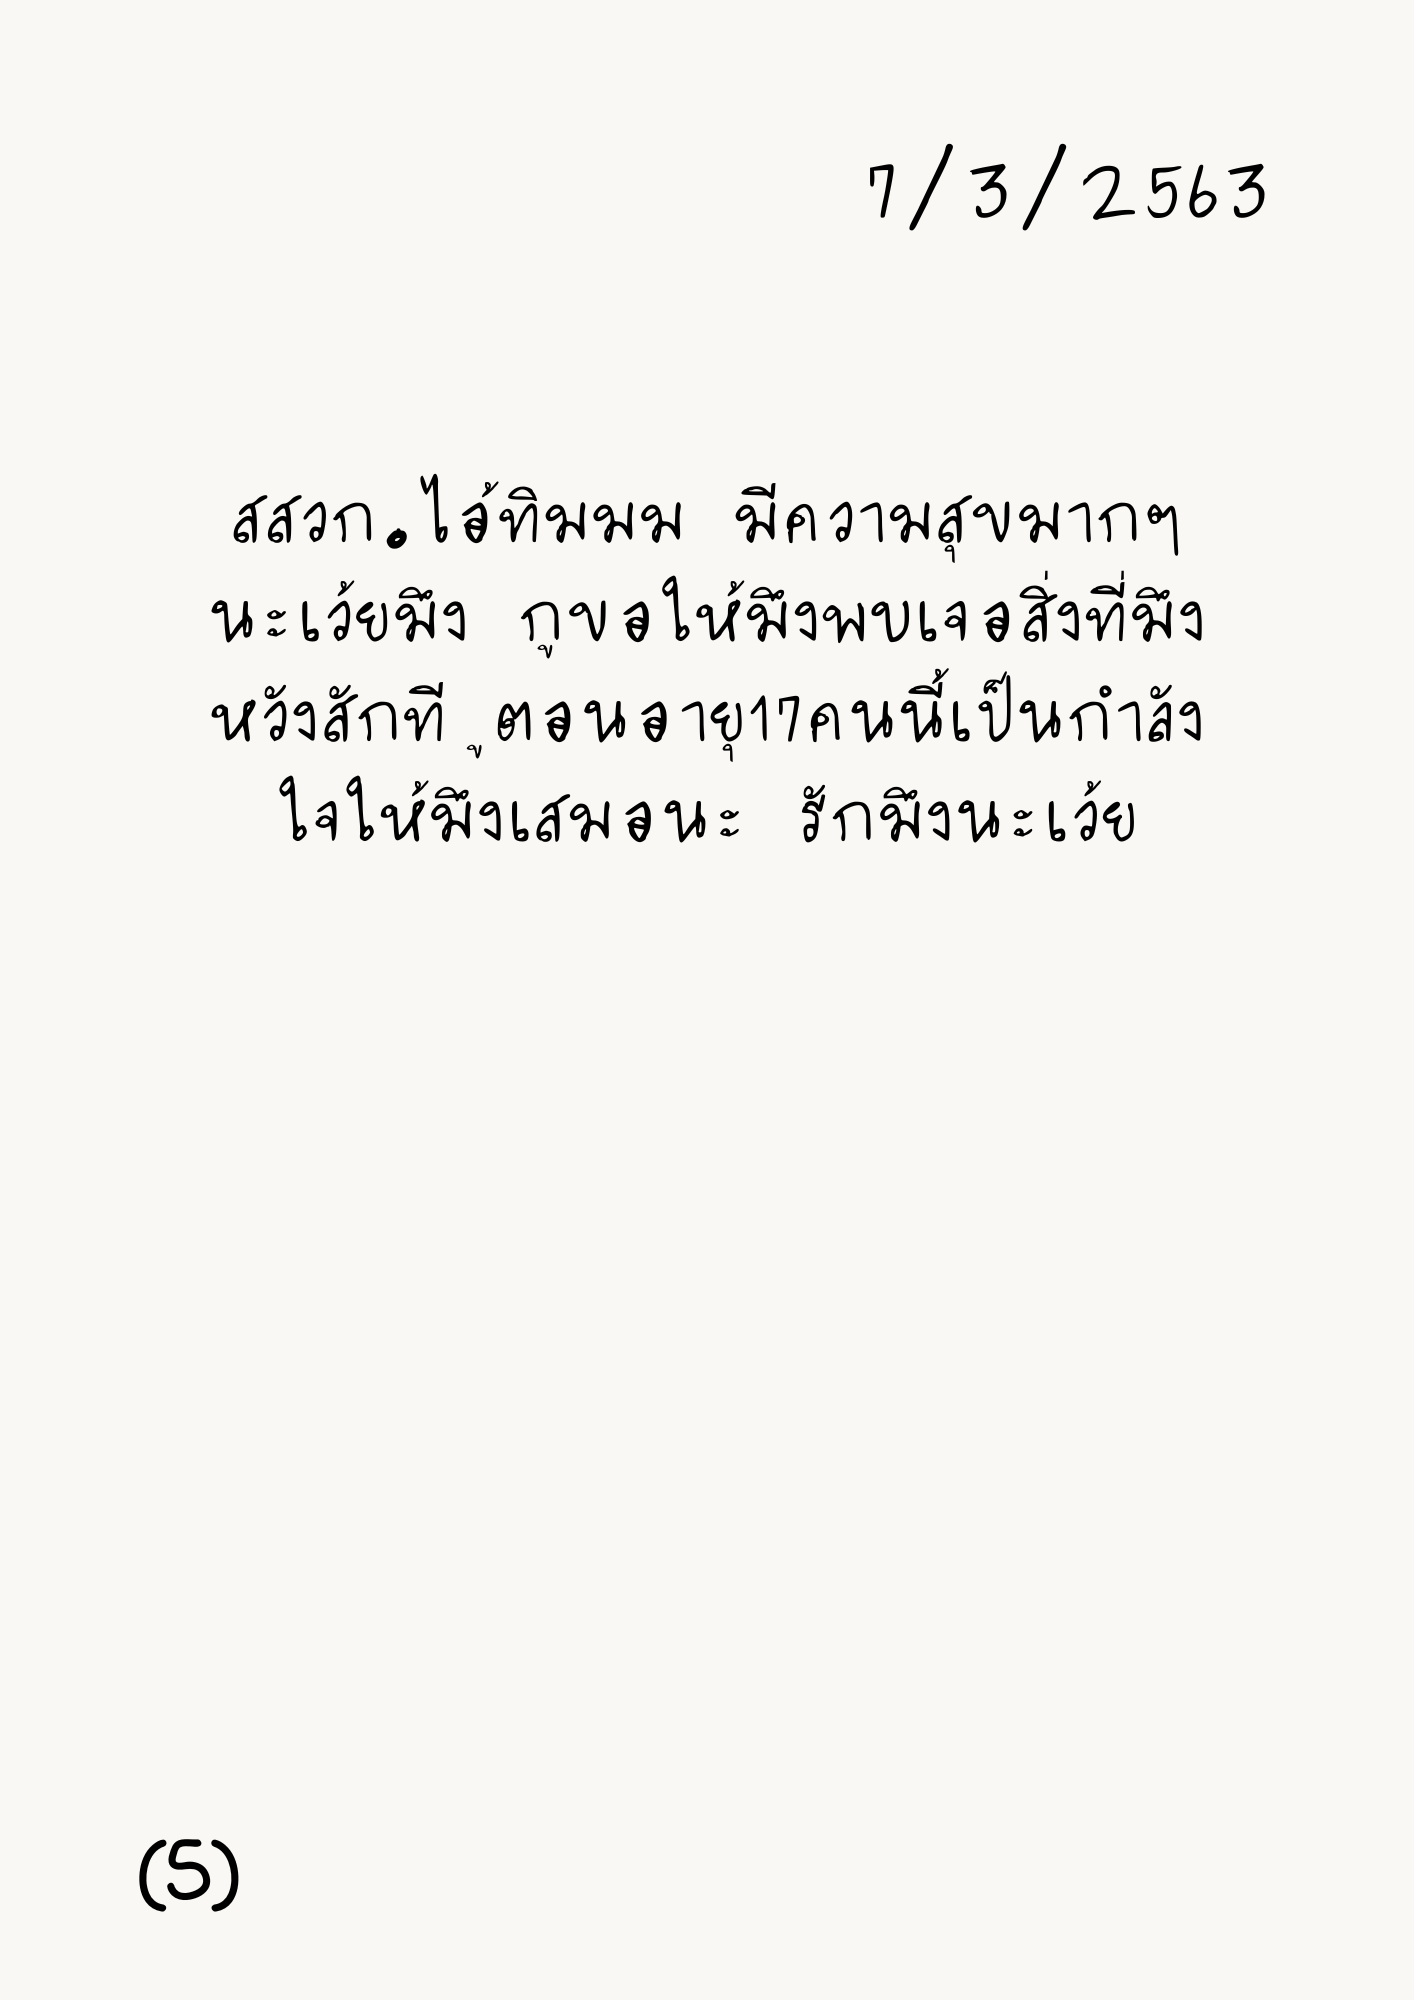 7/3/2563
สสวก.ไอ้ทิมมม มีความสุขมากๆ
นะเว้ยมึง กูขอให้มึงพบเจอสิ่งที่มึง
หวังสักที ูตอนอายุ17คนนี้เป็นกำลัง
ใจให้มึงเสมอนะ รักมึงนะเว้ย
(5)